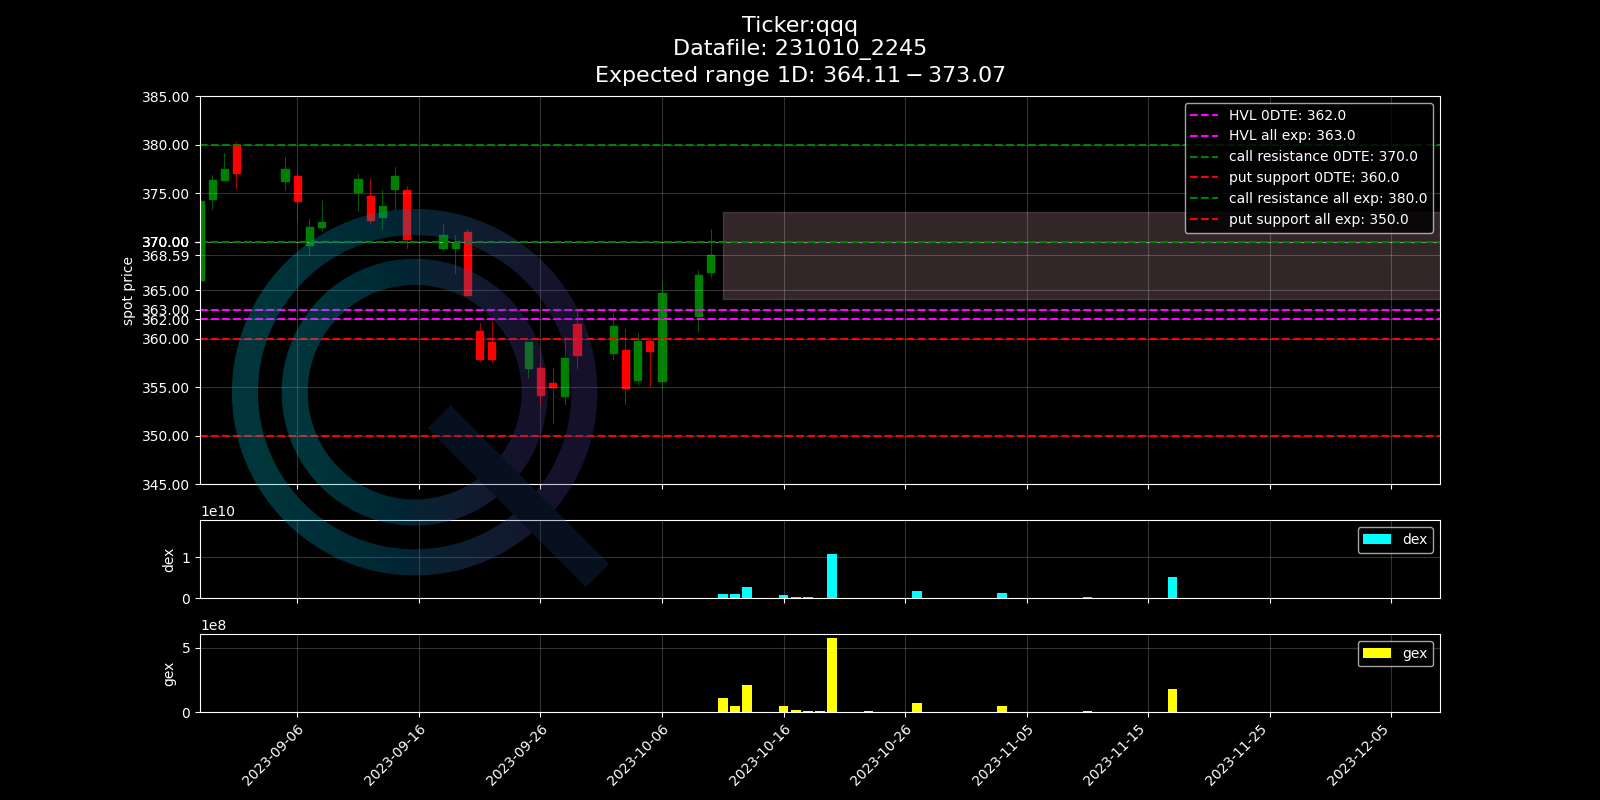 Ticker:qqq
Datafile: 231010_2245
Expected range 1D: 364.11 − 373.07
385.00
380.00
375.00
370.00
368.59
365.00
363.00
362.00
360.00
355.00
350.00
345.00
spot price
HVL 0DTE: 362.0
HVL all exp: 363.0
call resistance 0DTE: 370.0
put support 0DTE: 360.0
call resistance all exp: 380.0
put support all exp: 350.0
1e10
1
0
dex
dex
1e8
5
0
gex
gex
2023-09-06
2023-09-16
2023-09-26
2023-10-06
2023-10-16
2023-10-26
2023-11-05
2023-11-15
2023-11-25
2023-12-05